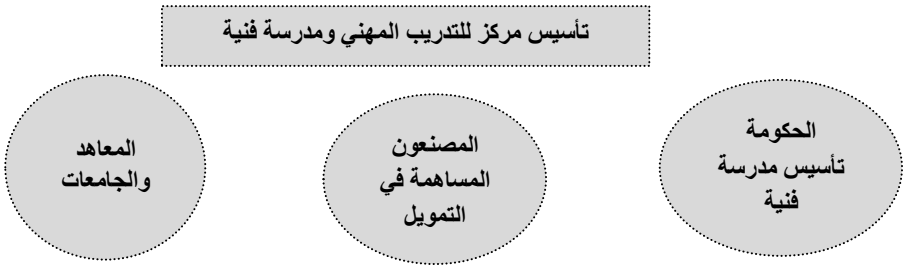 تأسيس مركز للتدريب المهني ومدرسة فنية
الحكومة
تأسيس مدرسة
فنية
المصنعون
المساهمة في
التمويل
المعاهد
والجامعات